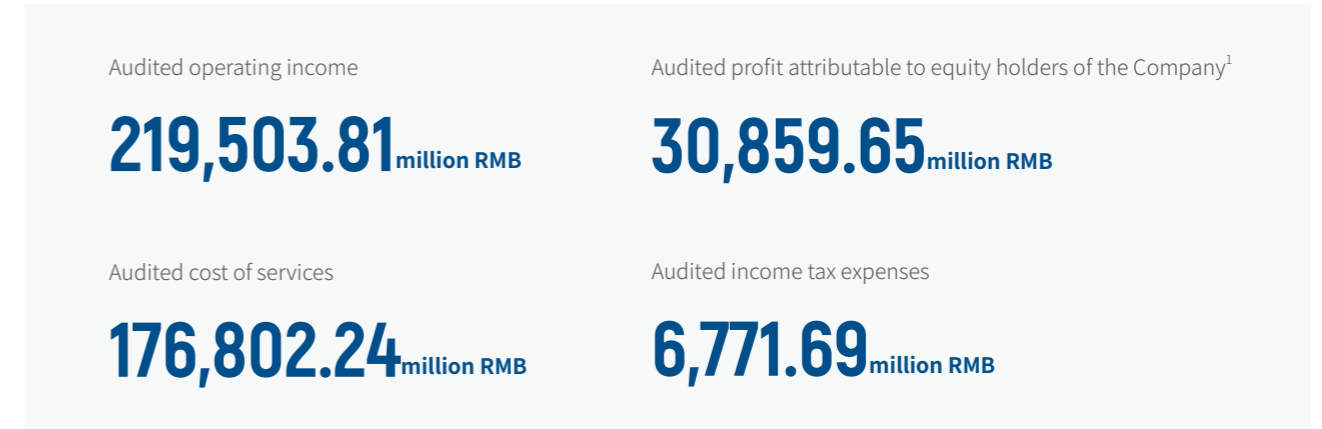 Audited operating income
219,503.81million RMB
Audited profit attributable to equity holders of the Company1
30,859.65million RMB
Audited cost of services
176,802.24million RMB
Audited income tax expenses
6,771.69million RMB